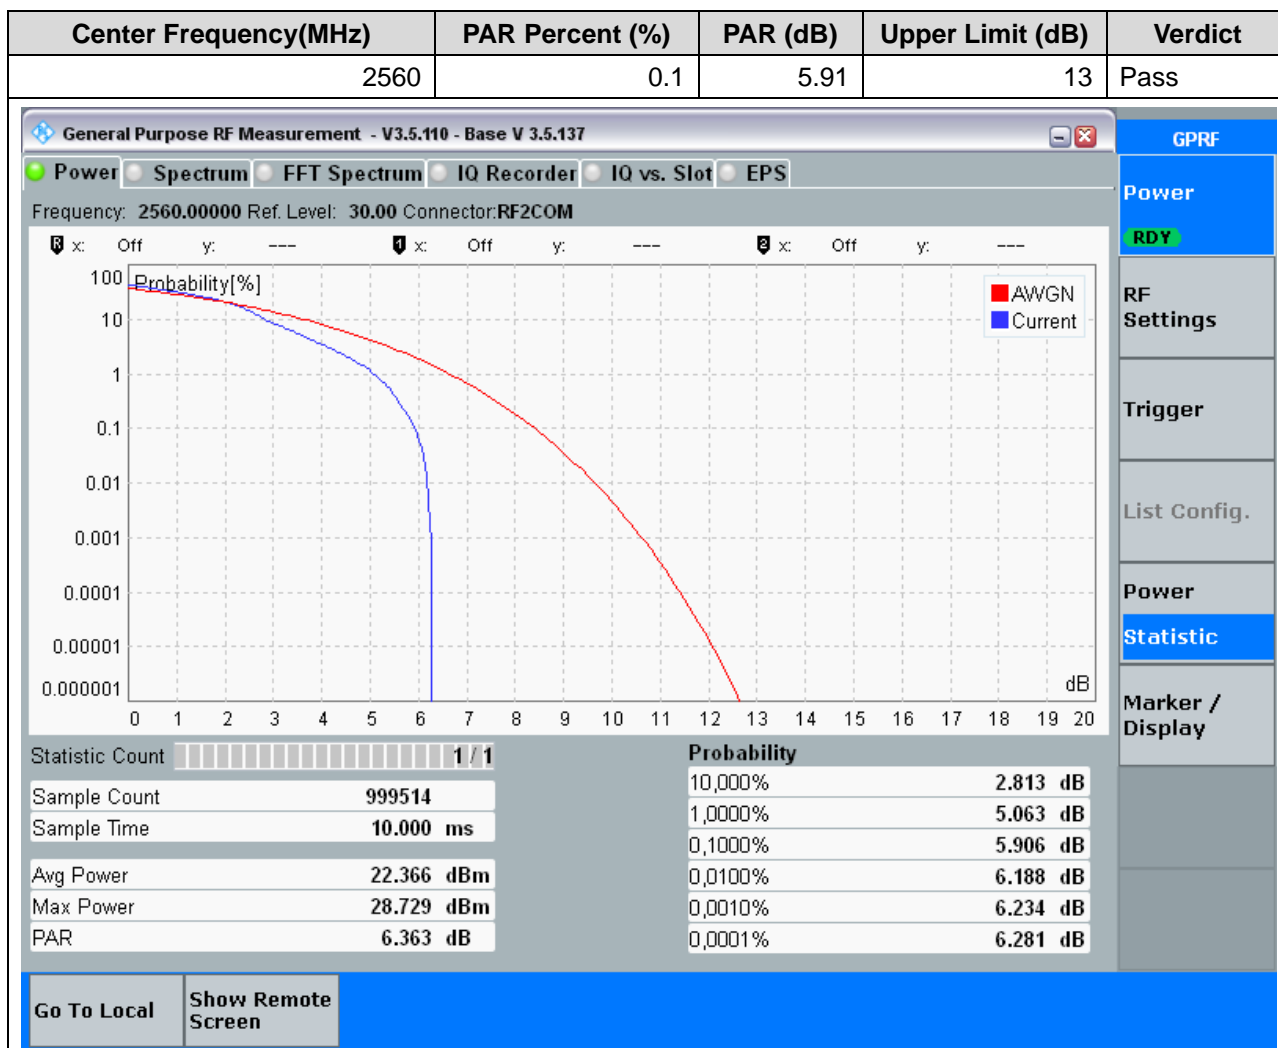 Center Frequency(MHz) PAR Percent (%) PAR (dB) Upper Limit (dB) Verdict
2560 0.1 5.91 13 Pass
General Purpose RF Measurement - V3.5.110 - Base V 3.5.137
GPRF
Power Spectrum FFT Spectrum IQ Recorder IQ vs. Slot EPS
Power
RDY
Frequency: 2560.00000 Ref. Level: 30.00 Connector:RF2COM
R x: Off y: --- 1 x: Off y: --- 2 x: Off y: ---
Probability[%]
AWGN
Current
100
10
1
0.1
0.01
0.001
0.0001
0.00001
0.000001
dB
0 1 2 3 4 5 6 7 8 9 10 11 12 13 14 15 16 17 18 19 20
RF
Settings
Trigger
List Config.
Power
Statistic
Marker /
Display
Statistic Count 1 / 1
Sample Count 999514
Sample Time 10.000 ms
Avg Power 22.366 dBm
Max Power 28.729 dBm
PAR 6.363 dB
Probability
10,000% 2.813 dB
1,0000% 5.063 dB
0,1000% 5.906 dB
0,0100% 6.188 dB
0,0010% 6.234 dB
0,0001% 6.281 dB
Go To Local
Show Remote
Screen